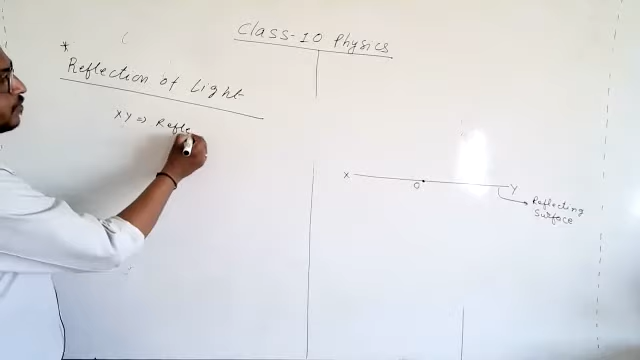 Class-10 Physics
*
Reflection of Light
XY => Refle
X
O
Y
Reflecting
Surface